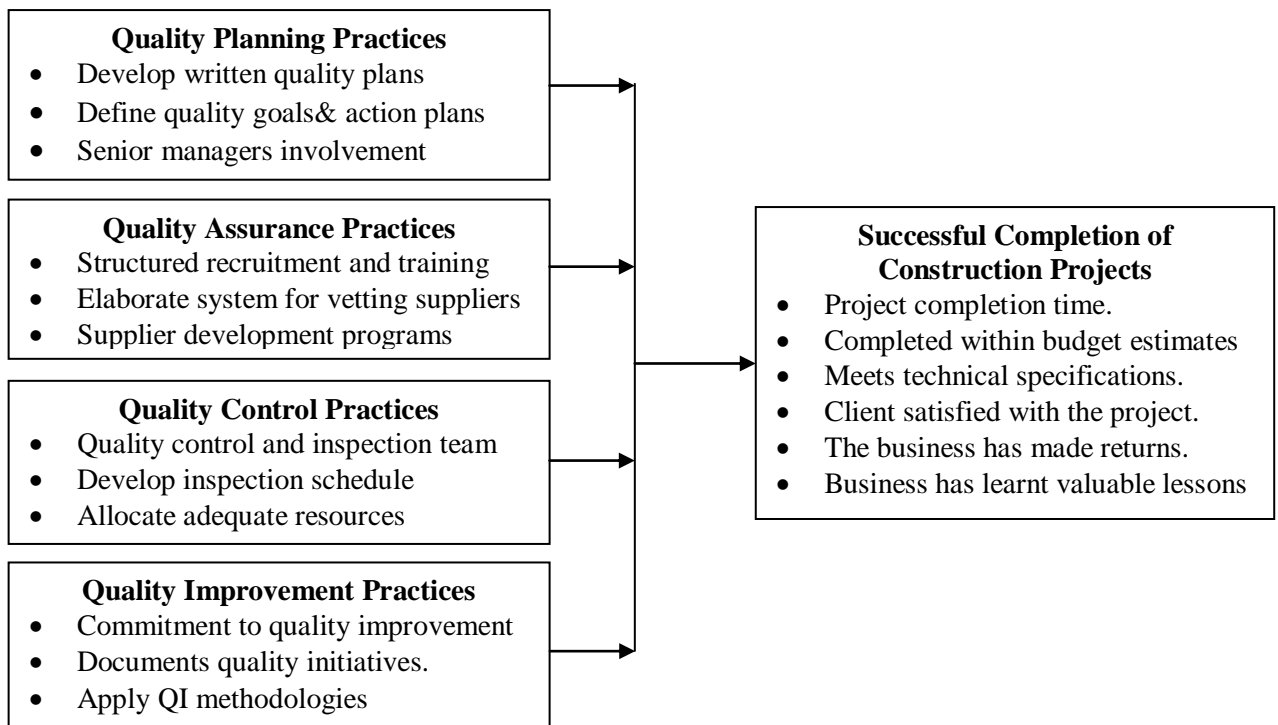 Quality Planning Practices
• Develop written quality plans
• Define quality goals& action plans
• Senior managers involvement
Quality Assurance Practices
• Structured recruitment and training
• Elaborate system for vetting suppliers
• Supplier development programs
Quality Control Practices
• Quality control and inspection team
• Develop inspection schedule
• Allocate adequate resources
Quality Improvement Practices
• Commitment to quality improvement
• Documents quality initiatives.
• Apply QI methodologies
Successful Completion of
Construction Projects
• Project completion time.
• Completed within budget estimates
• Meets technical specifications.
• Client satisfied with the project.
• The business has made returns.
• Business has learnt valuable lessons